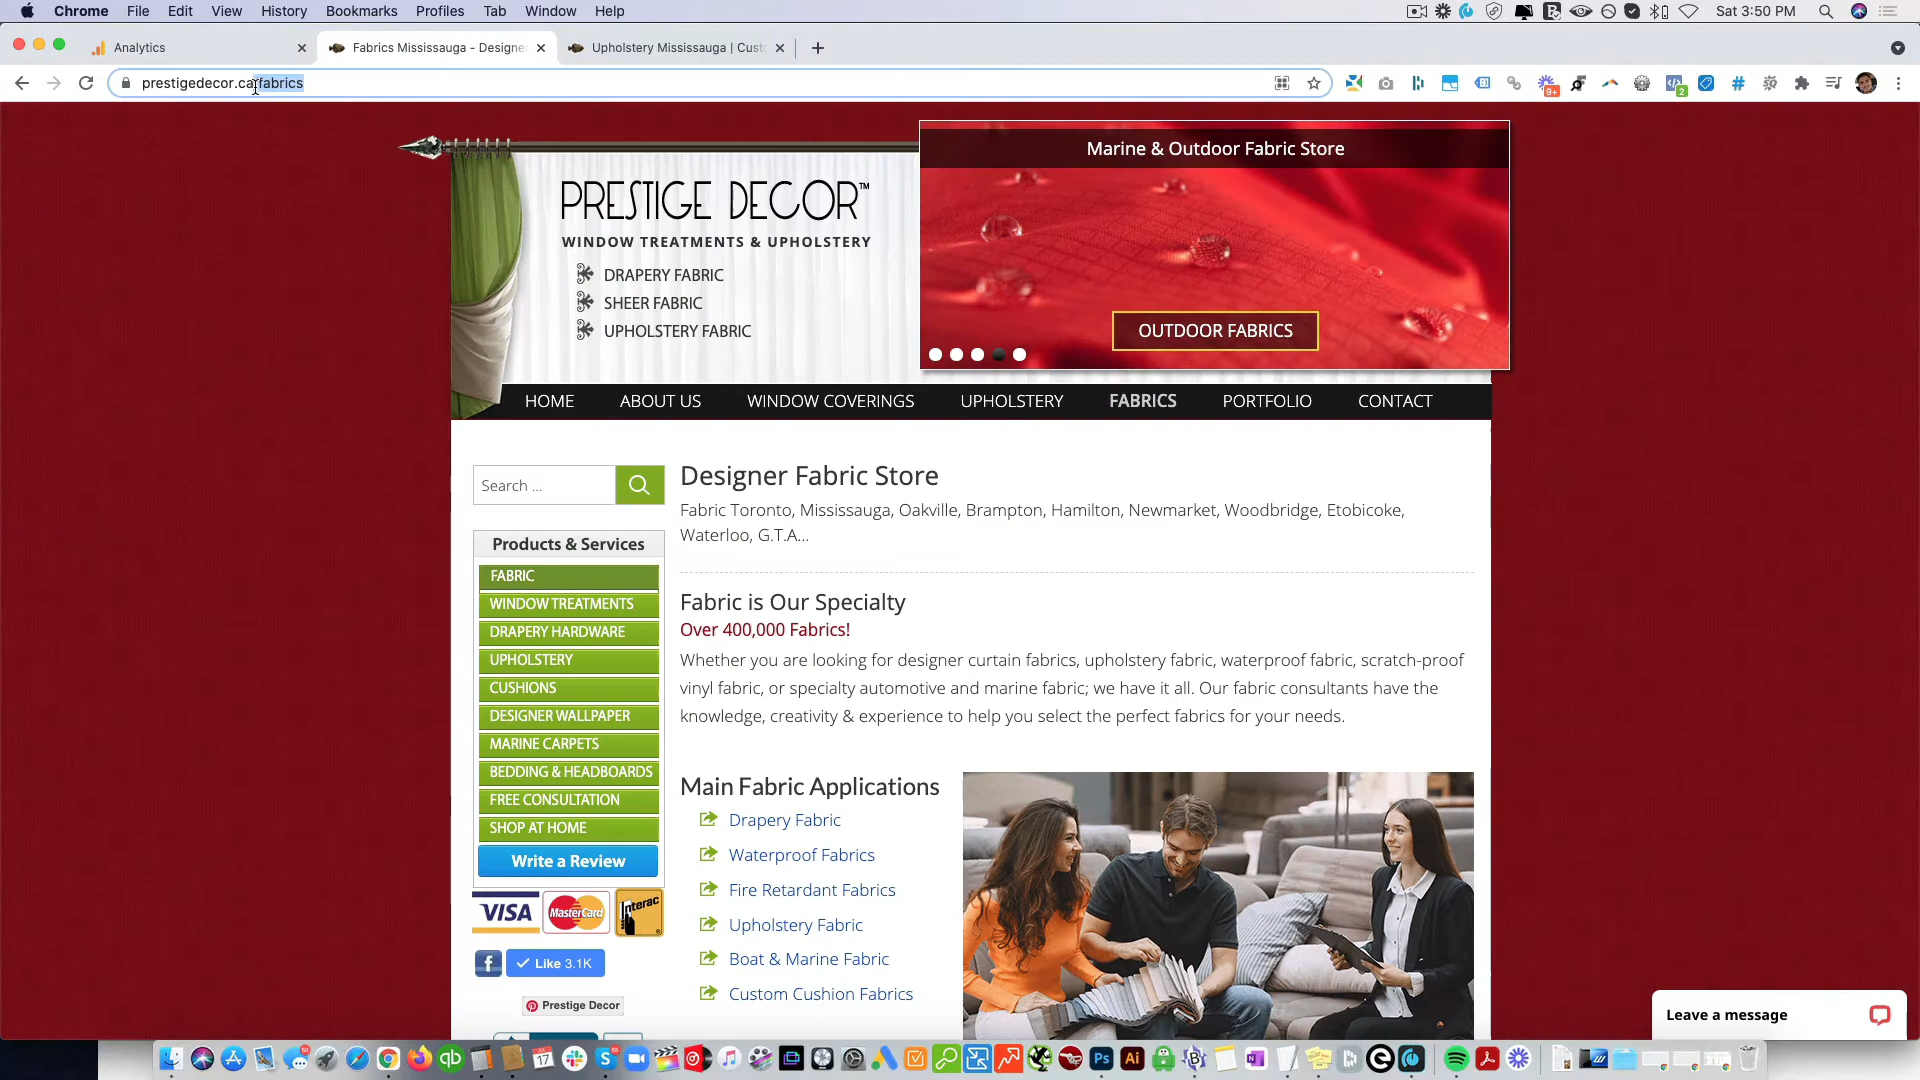 Chrome File Edit View History Bookmarks Profiles Tab Window Help Sat 3:50 PM
Analytics Fabrics Mississauga - Designe Upholstery Mississauga | Cust
prestigedecor.ca/fabrics
PRESTIGE DECOR™
WINDOW TREATMENTS & UPHOLSTERY
DRAPERY FABRIC
SHEER FABRIC
UPHOLSTERY FABRIC
Marine & Outdoor Fabric Store
OUTDOOR FABRICS
HOME ABOUT US WINDOW COVERINGS UPHOLSTERY FABRICS PORTFOLIO CONTACT
Search ...
Products & Services
FABRIC
WINDOW TREATMENTS
DRAPERY HARDWARE
UPHOLSTERY
CUSHIONS
DESIGNER WALLPAPER
MARINE CARPETS
BEDDING & HEADBOARDS
FREE CONSULTATION
SHOP AT HOME
Write a Review
VISA MasterCard Interac
Like 3.1K
Prestige Decor
Designer Fabric Store
Fabric Toronto, Mississauga, Oakville, Brampton, Hamilton, Newmarket, Woodbridge, Etobicoke,
Waterloo, G.T.A...
Fabric is Our Specialty
Over 400,000 Fabrics!
Whether you are looking for designer curtain fabrics, upholstery fabric, waterproof fabric, scratch-proof
vinyl fabric, or specialty automotive and marine fabric; we have it all. Our fabric consultants have the
knowledge, creativity & experience to help you select the perfect fabrics for your needs.
Main Fabric Applications
Drapery Fabric
Waterproof Fabrics
Fire Retardant Fabrics
Upholstery Fabric
Boat & Marine Fabric
Custom Cushion Fabrics
Leave a message